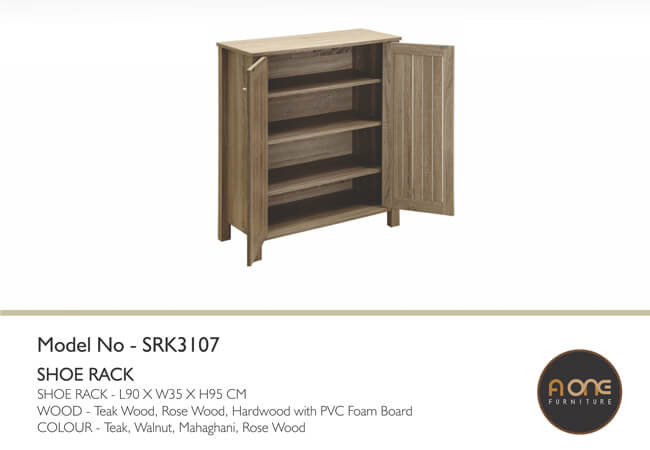 Model No - SRK3107
SHOE RACK
SHOE RACK - L90 X W35 X H95 CM
WOOD - Teak Wood, Rose Wood, Hardwood with PVC Foam Board
COLOUR - Teak, Walnut, Mahaghani, Rose Wood
A ONE
FURNITURE